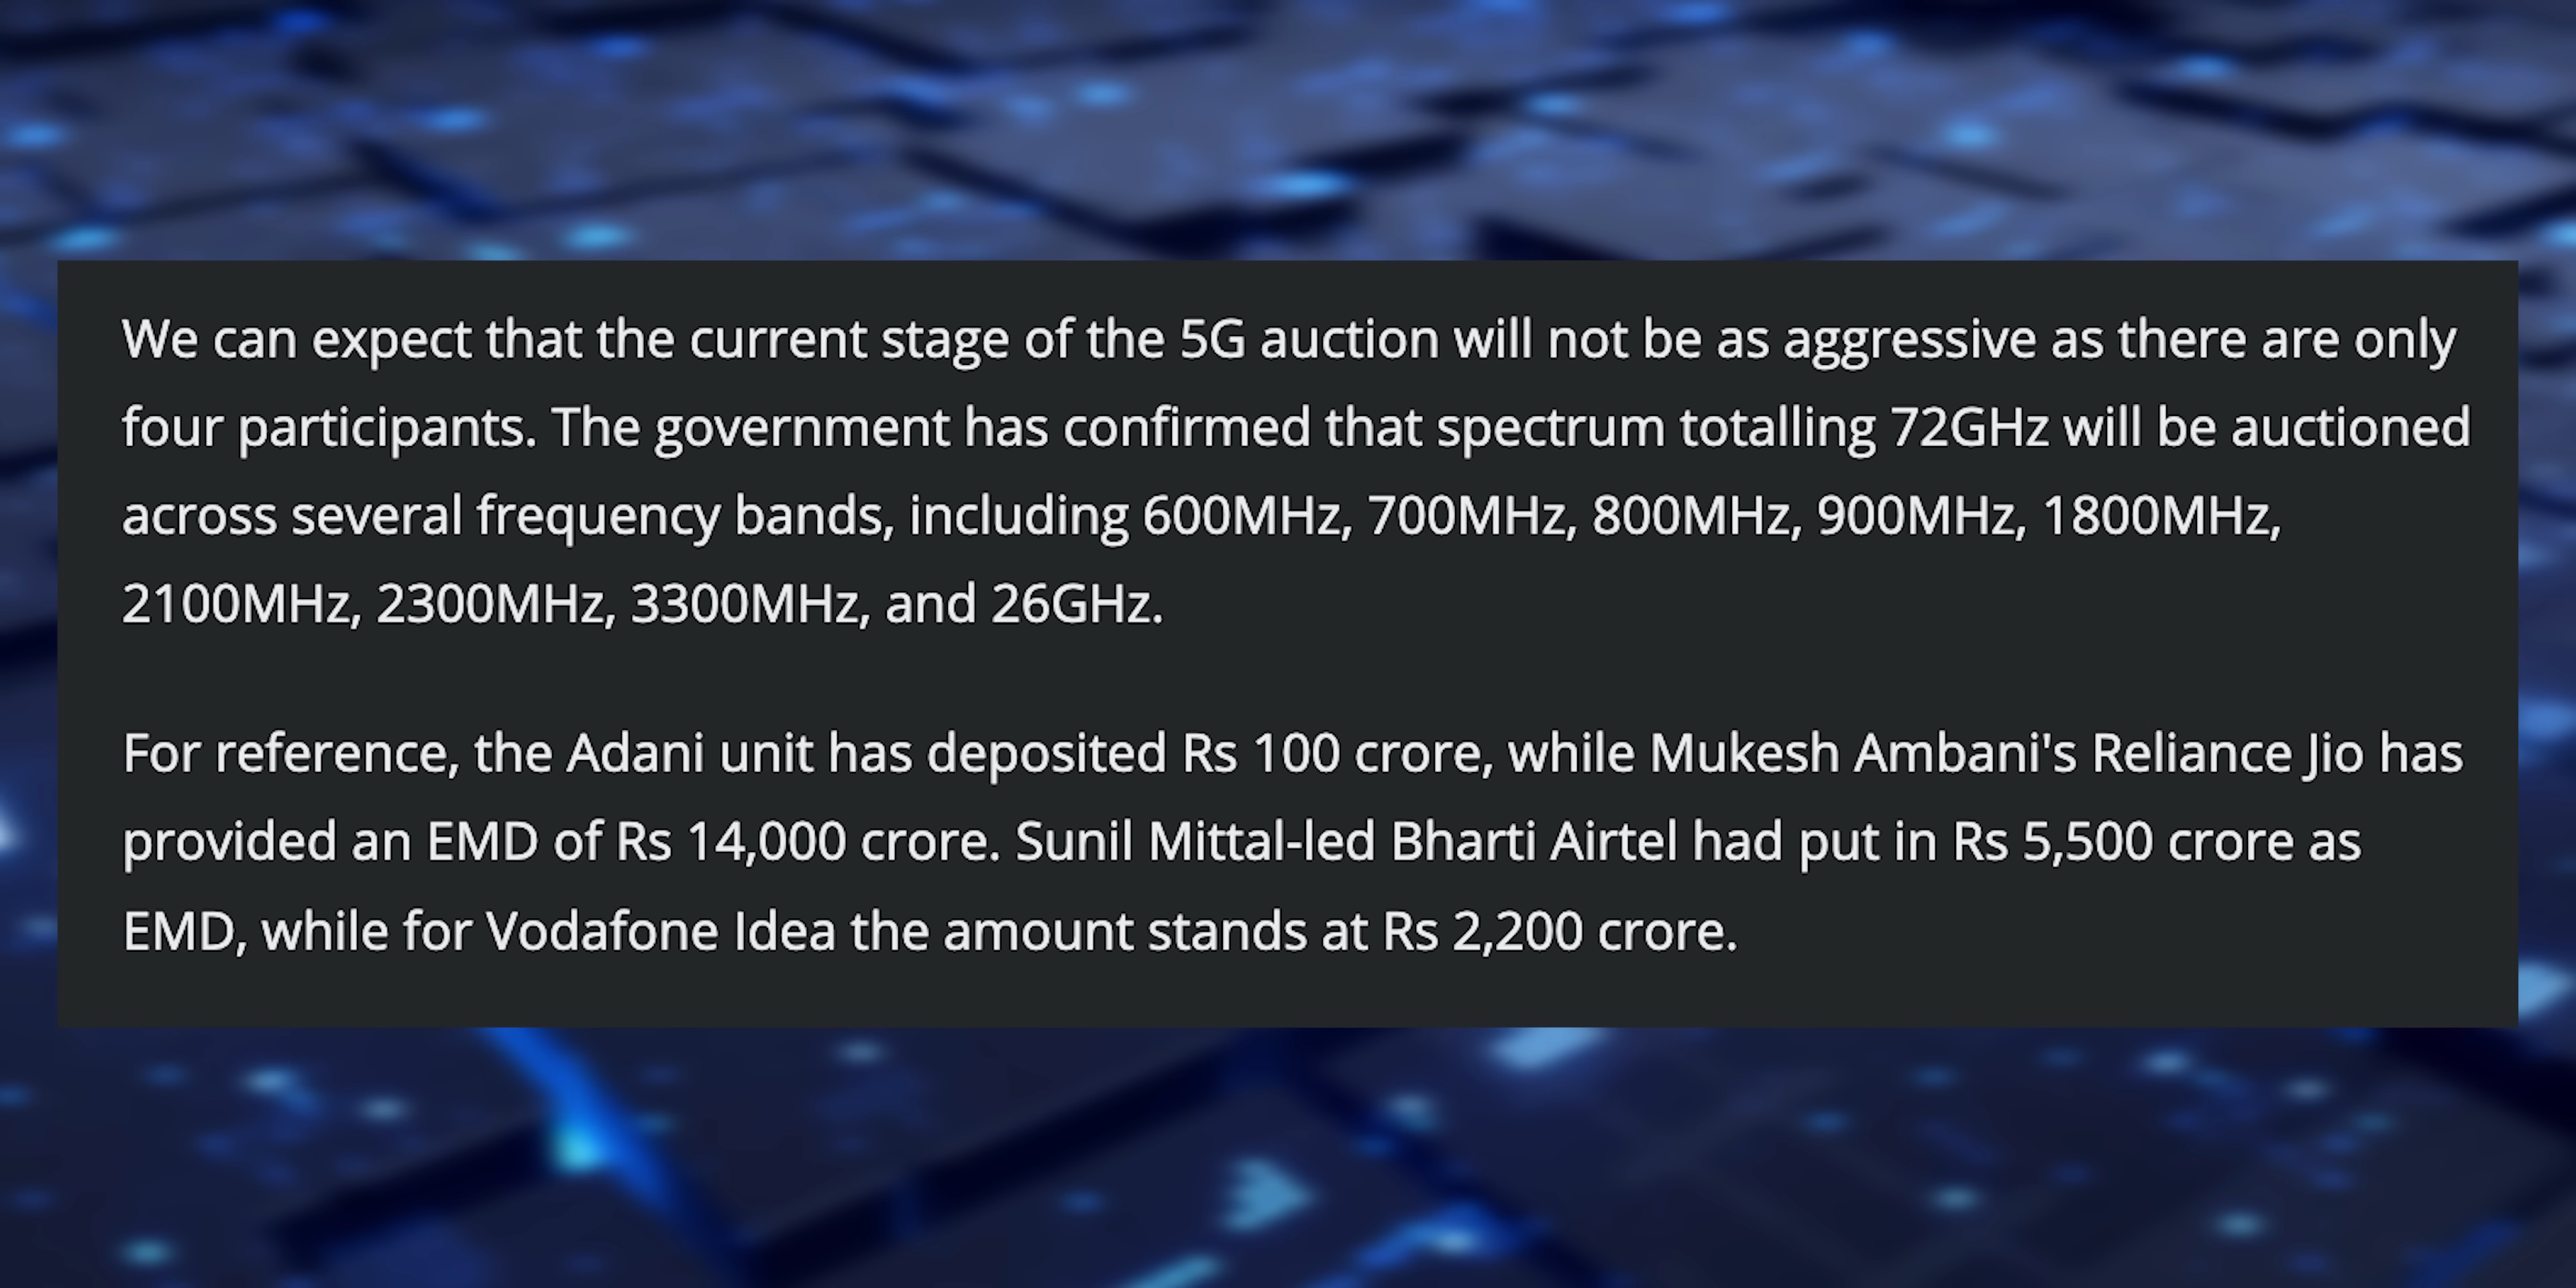 We can expect that the current stage of the 5G auction will not be as aggressive as there are only
four participants. The government has confirmed that spectrum totalling 72GHz will be auctioned
across several frequency bands, including 600MHz, 700MHz, 800MHz, 900MHz, 1800MHz,
2100MHz, 2300MHz, 3300MHz, and 26GHz.
For reference, the Adani unit has deposited Rs 100 crore, while Mukesh Ambani's Reliance Jio has
provided an EMD of Rs 14,000 crore. Sunil Mittal-led Bharti Airtel had put in Rs 5,500 crore as
EMD, while for Vodafone Idea the amount stands at Rs 2,200 crore.